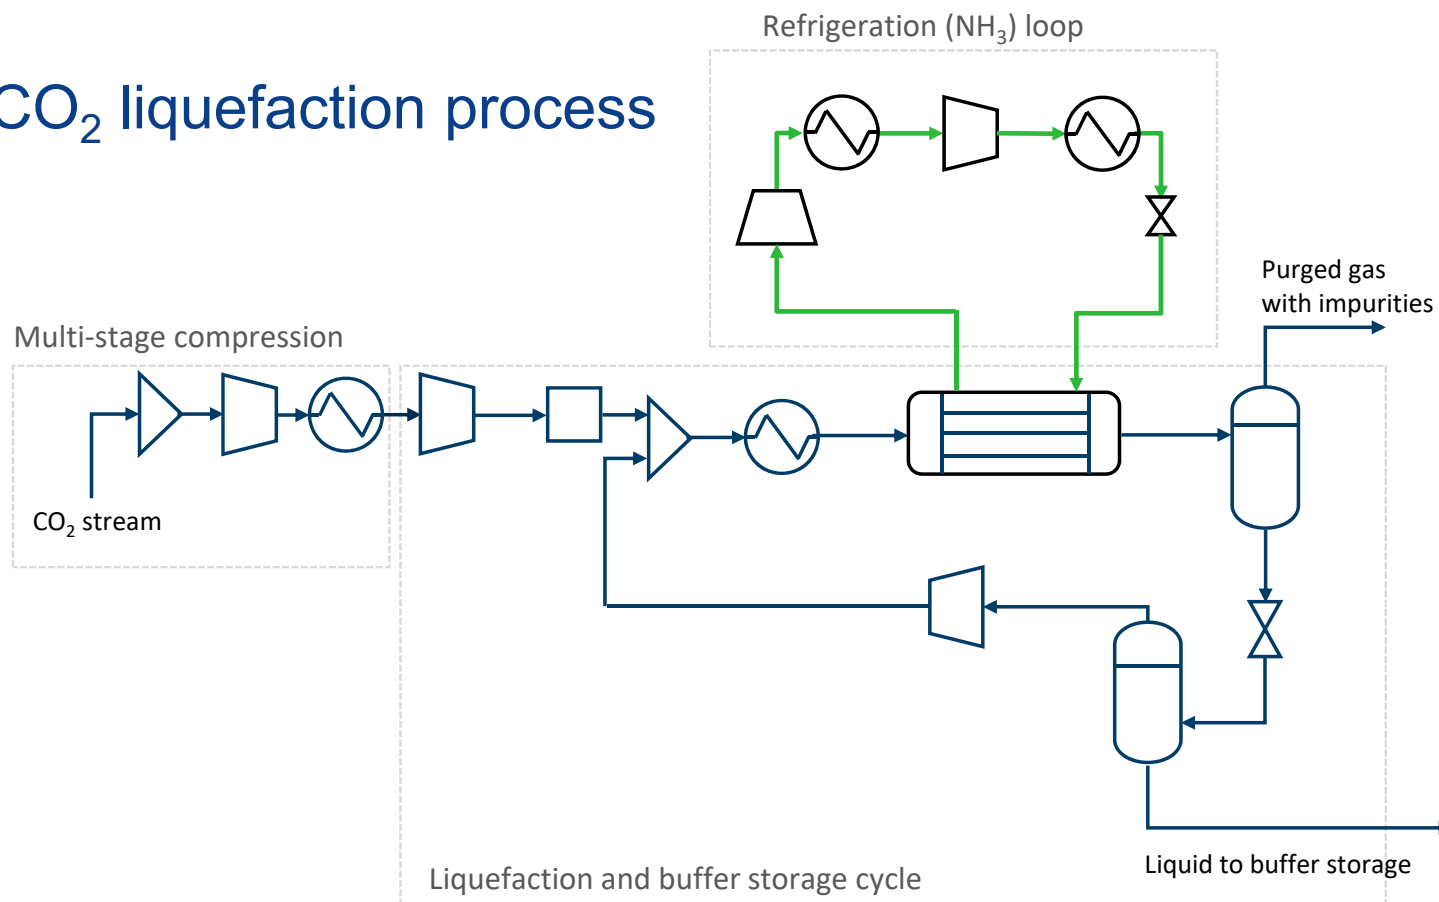 Refrigeration (NH₃) loop
CO₂ liquefaction process
Purged gas
with impurities
Multi-stage compression
CO₂ stream
Liquid to buffer storage
Liquefaction and buffer storage cycle